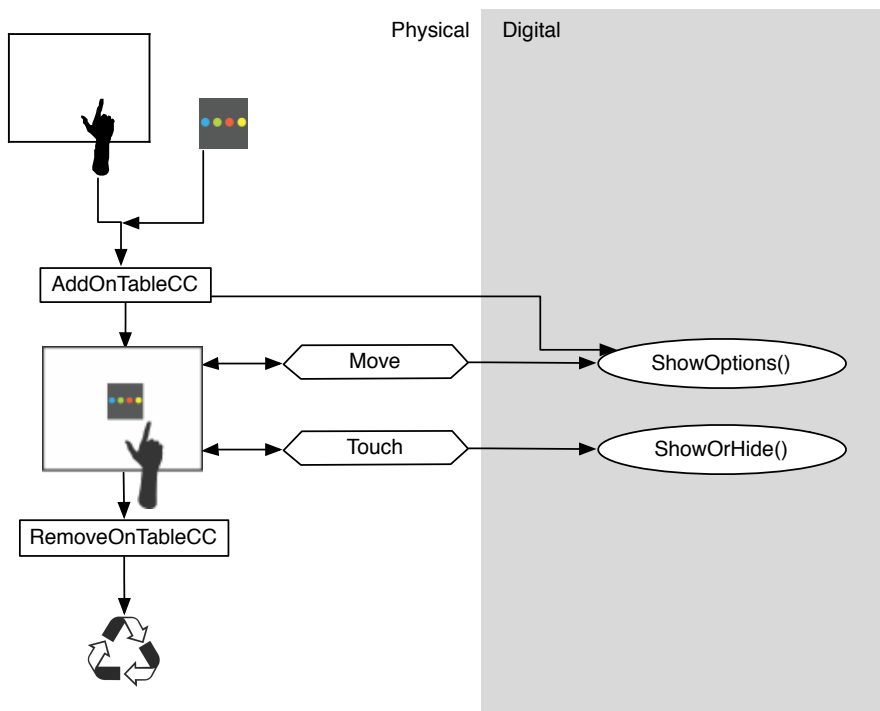 Physical
Digital
AddOnTableCC
Move
ShowOptions()
Touch
ShowOrHide()
RemoveOnTableCC